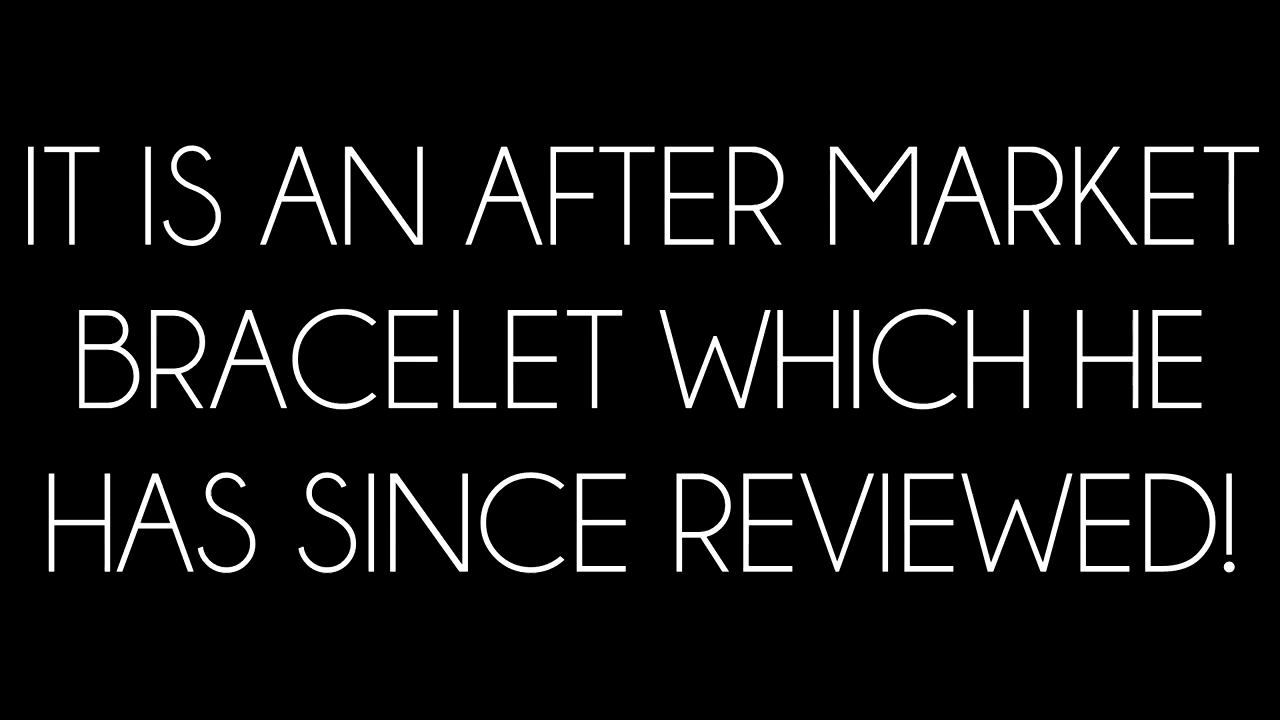 IT IS AN AFTER MARKET
BRACELET WHICH HE
HAS SINCE REVIEWED!